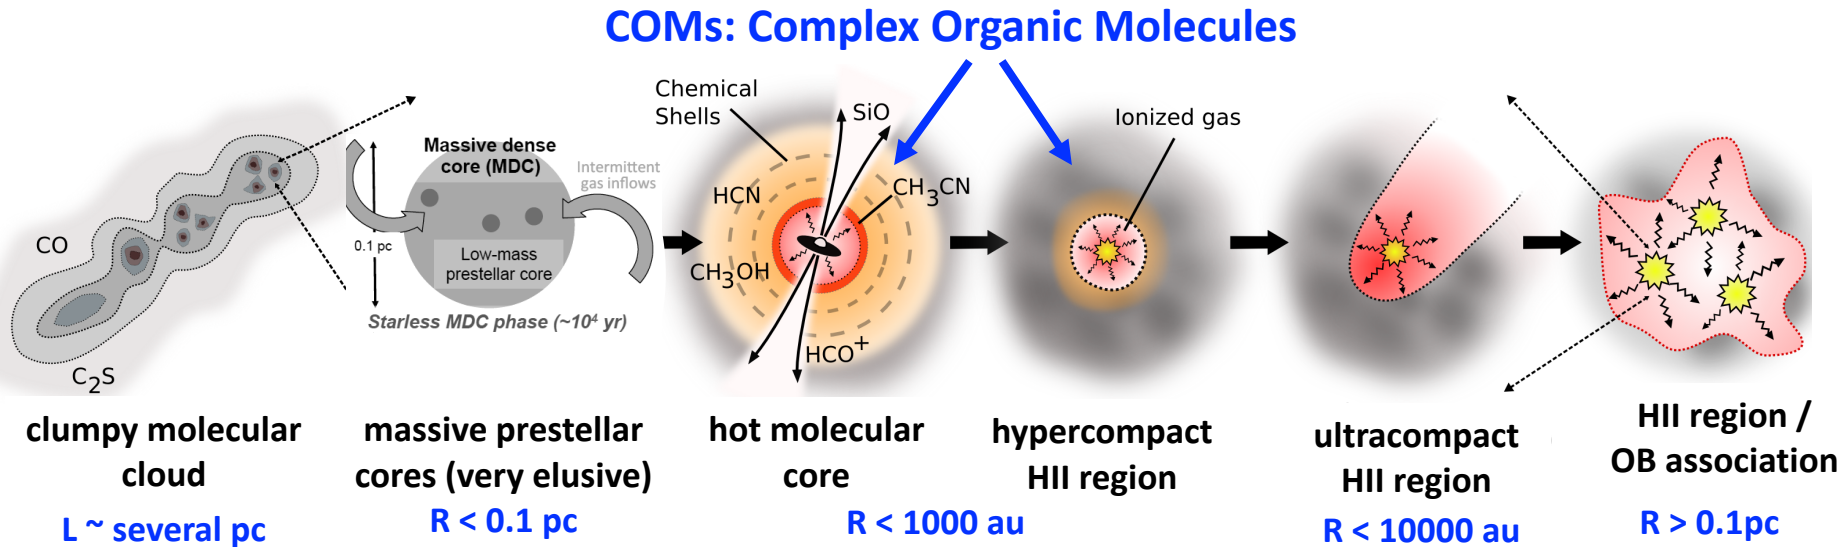 COMs: Complex Organic Molecules
CO
C2S
Massive dense
core (MDC)
Intermittent
gas inflows
0.1 pc
Low-mass
prestellar core
Starless MDC phase (~10⁴ yr)
Chemical
Shells
SiO
HCN
CH3CN
CH3OH
HCO+
Ionized gas
clumpy molecular
cloud
L ~ several pc
massive prestellar
cores (very elusive)
R < 0.1 pc
hot molecular
core
hypercompact
HII region
R < 1000 au
ultracompact
HII region
R < 10000 au
HII region /
OB association
R > 0.1pc